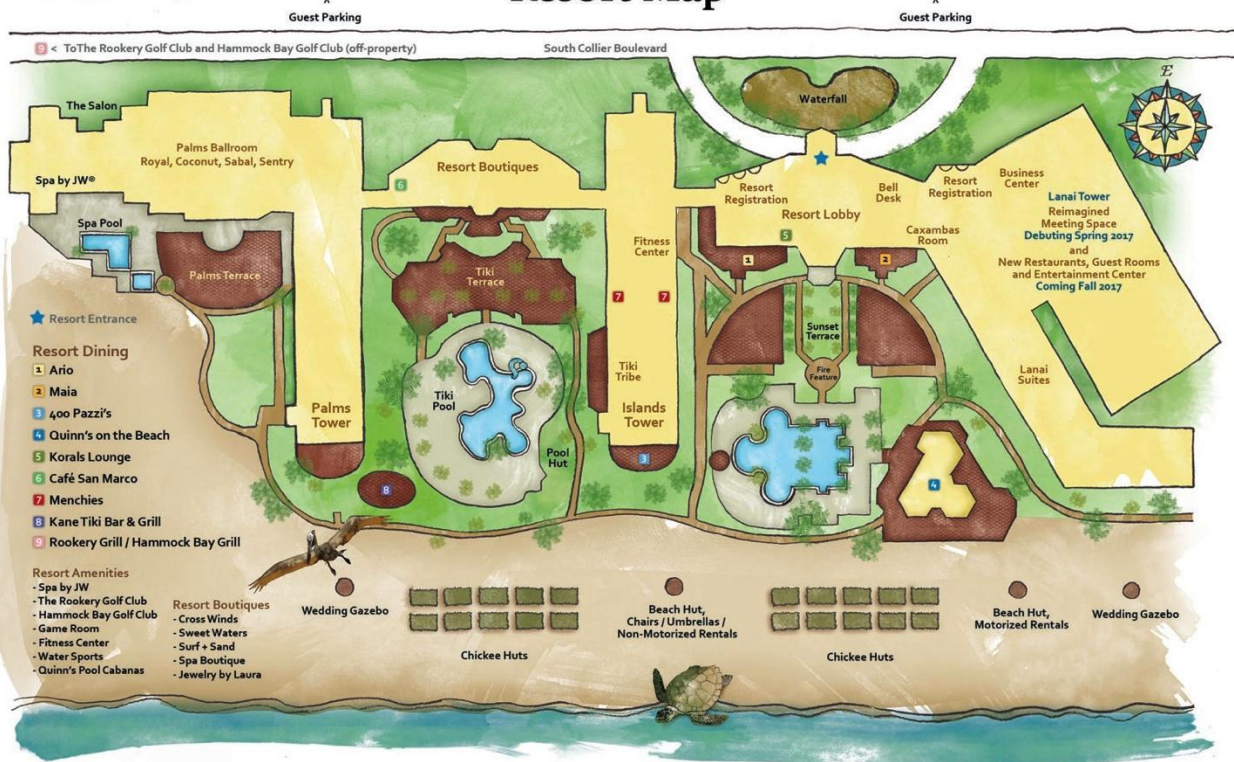 Resort Map
Guest Parking
Guest Parking
9 < ToThe Rookery Golf Club and Hammock Bay Golf Club (off-property)
South Collier Boulevard
Waterfall
E
The Salon
Palms Ballroom
Royal, Coconut, Sabal, Sentry
Spa by JW®
Spa Pool
Palms Terrace
6
Resort Boutiques
Tiki
Terrace
Tiki
Pool
Pool
Hut
Palms
Tower
8
Fitness
Center
7
7
Tiki
Tribe
Islands
Tower
3
Resort
Registration
Resort Lobby
Bell
Desk
Resort
Registration
Business
Center
Caxambas
Room
5
1
2
Sunset
Terrace
Fire
Feature
4
Lanai Tower
Reimagined
Meeting Space
Debuting Spring 2017
and
New Restaurants, Guest Rooms
and Entertainment Center
Coming Fall 2017
Lanai
Suites
Resort Entrance
Resort Dining
1 Ario
2 Maia
3 400 Pazzi's
4 Quinn's on the Beach
5 Korals Lounge
6 Café San Marco
7 Menchies
8 Kane Tiki Bar & Grill
9 Rookery Grill / Hammock Bay Grill
Resort Amenities
- Spa by JW
- The Rookery Golf Club
- Hammock Bay Golf Club
- Game Room
- Fitness Center
- Water Sports
- Quinn's Pool Cabanas
Resort Boutiques
- Cross Winds
- Sweet Waters
- Surf + Sand
- Spa Boutique
- Jewelry by Laura
Wedding Gazebo
Chickee Huts
Beach Hut,
Chairs / Umbrellas /
Non-Motorized Rentals
Chickee Huts
Beach Hut,
Motorized Rentals
Wedding Gazebo